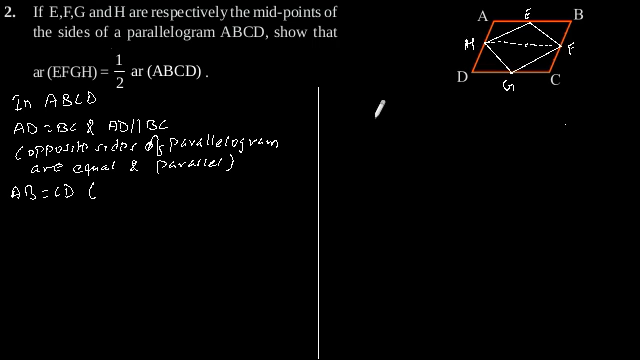 2. If E,F,G and H are respectively the mid-points of
the sides of a parallelogram ABCD, show that
ar (EFGH) = 1/2 ar (ABCD) .
A E B
H F
D G C
In ABCD
AD = BC & AD || BC
(opposite sides of parallelogram
are equal & parallel)
AB = CD (